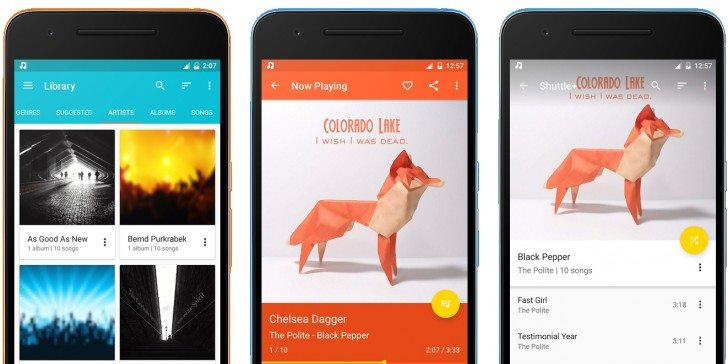 2:07
Library
GENRES SUGGESTED ARTISTS ALBUMS SONGS
As Good As New
1 album | 10 songs
Bernd Purkrabek
1 album | 10 songs
12:57
Now Playing
COLORADO LAKE
I WISH I WAS DEAD.
Chelsea Dagger
The Polite - Black Pepper
1 / 10
2:07 / 3:33
12:57
Shuttle+
COLORADO LAKE
I WISH I WAS DEAD.
Black Pepper
The Polite | 10 songs
Fast Girl
3:18
The Polite
Testimonial Year
3:11
The Polite